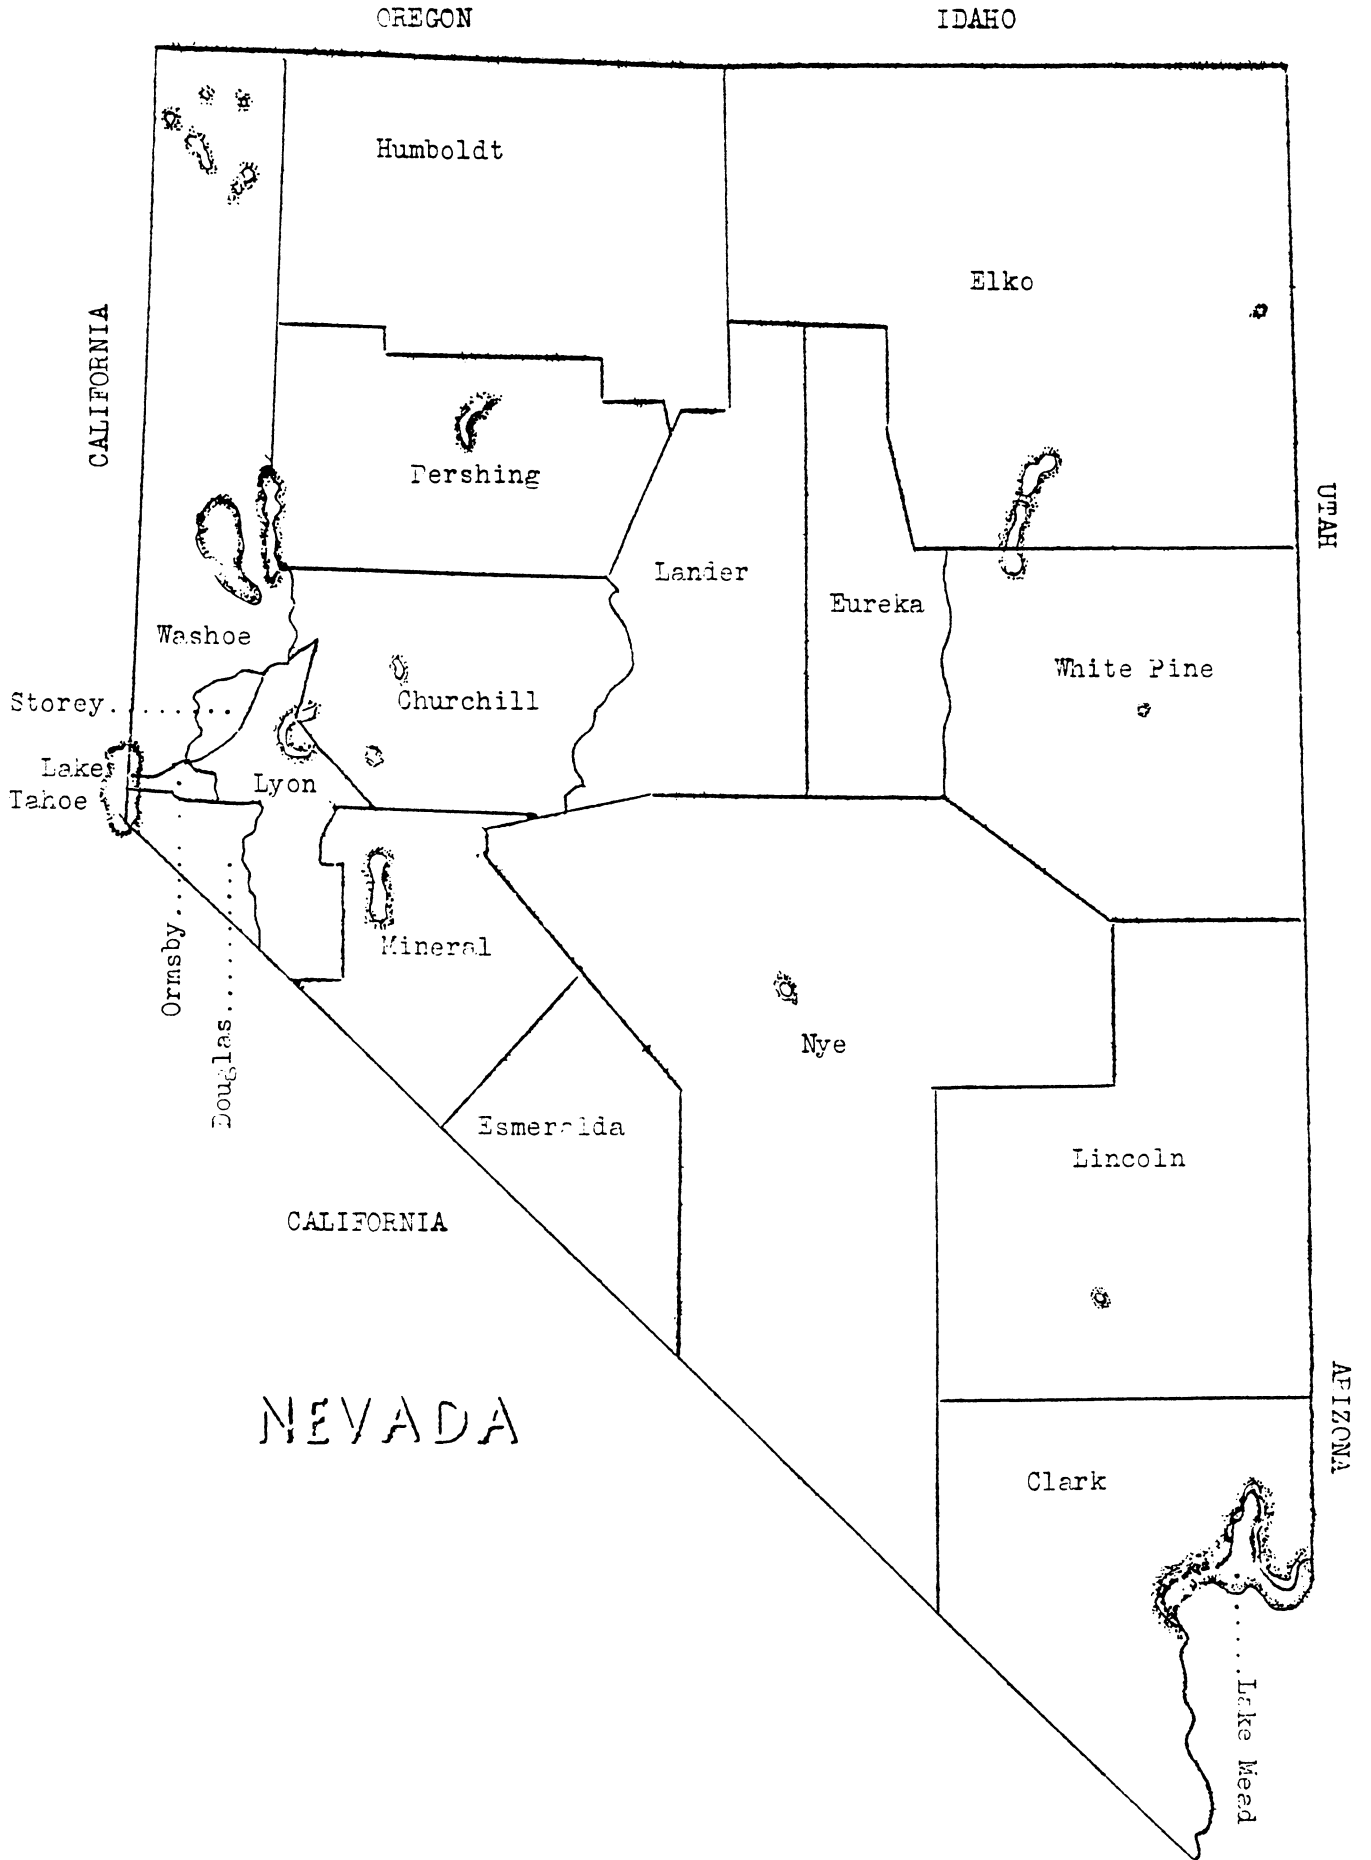 OREGON
IDAHO
Humboldt
Elko
CALIFORNIA
Pershing
UTAH
Lander
Eureka
Washoe
White Pine
Storey.........
Churchill
Lake
Tahoe
Lyon
Mineral
Ormsby
Nye
Douglas
Esmeralda
Lincoln
CALIFORNIA
ARIZONA
NEVADA
Clark
Lake Mead